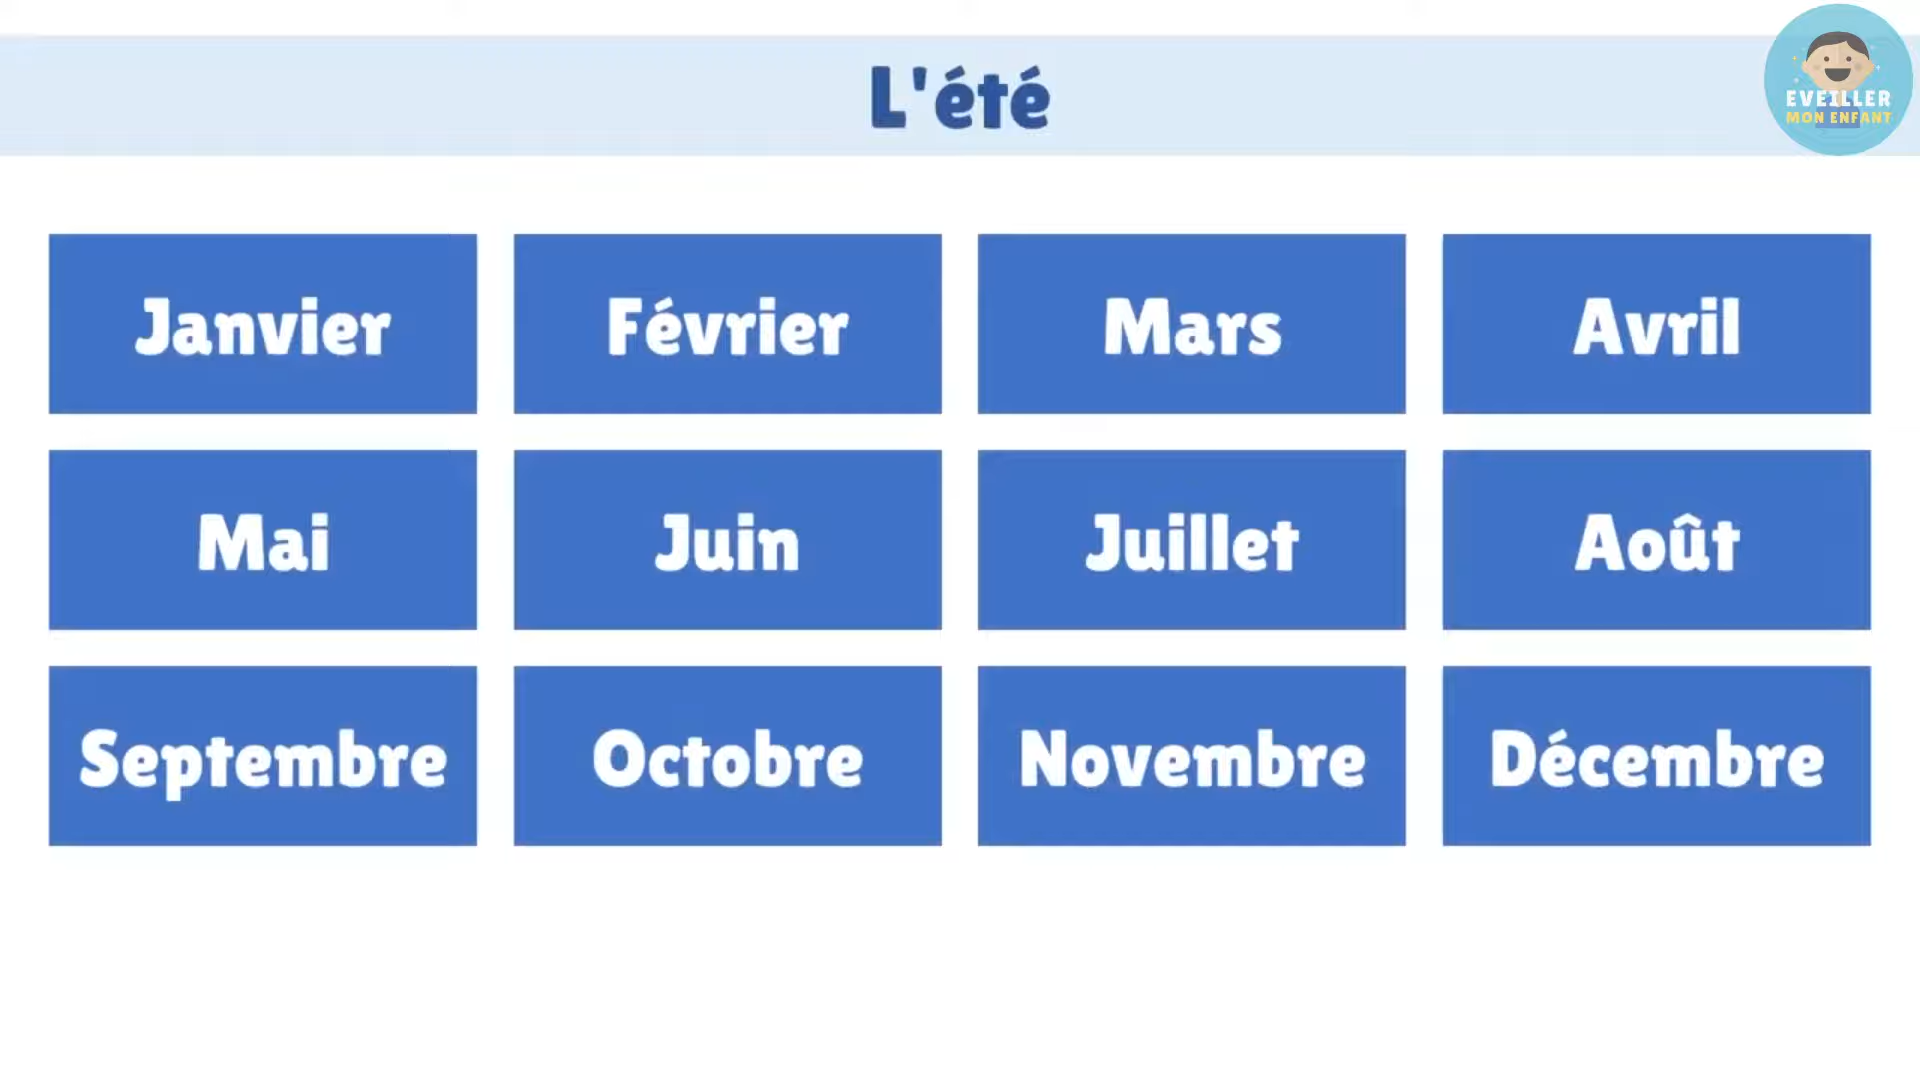 L'été
EVEILLER
MON ENFANT
Janvier
Février
Mars
Avril
Mai
Juin
Juillet
Août
Septembre
Octobre
Novembre
Décembre